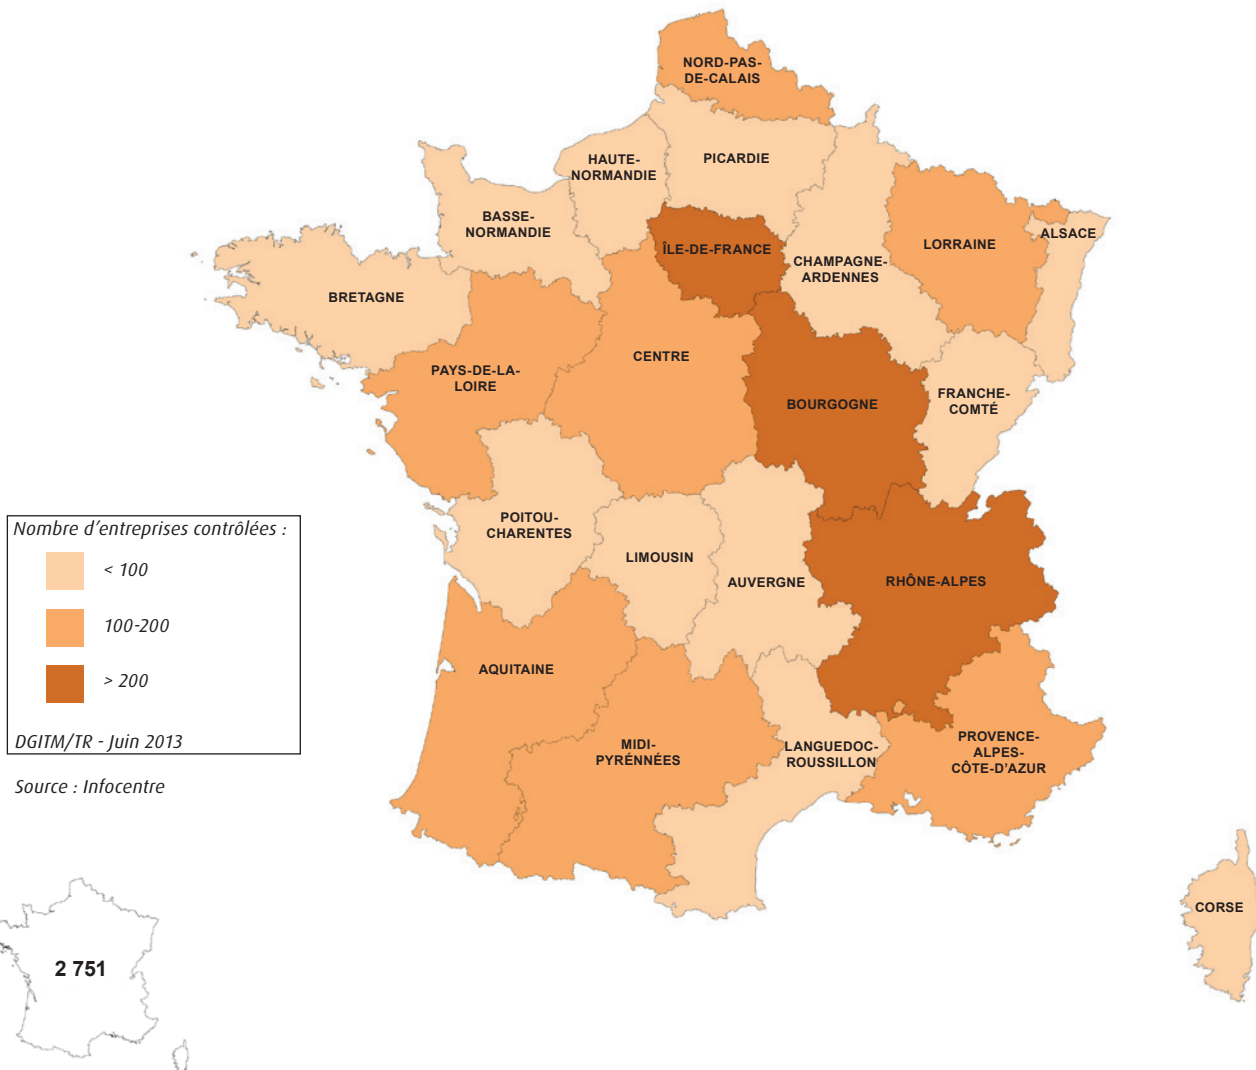 NORD-PAS-
DE-CALAIS
HAUTE-
NORMANDIE
PICARDIE
BASSE-
NORMANDIE
ÎLE-DE-FRANCE
CHAMPAGNE-
ARDENNES
LORRAINE
ALSACE
BRETAGNE
PAYS-DE-LA-
LOIRE
CENTRE
BOURGOGNE
FRANCHE-
COMTÉ
POITOU-
CHARENTES
LIMOUSIN
AUVERGNE
RHÔNE-ALPES
AQUITAINE
MIDI-
PYRÉNNÉES
LANGUEDOC-
ROUSSILLON
PROVENCE-
ALPES-
CÔTE-D'AZUR
CORSE
Nombre d'entreprises contrôlées :
< 100
100-200
> 200
DGITM/TR - Juin 2013
Source : Infocentre
2 751